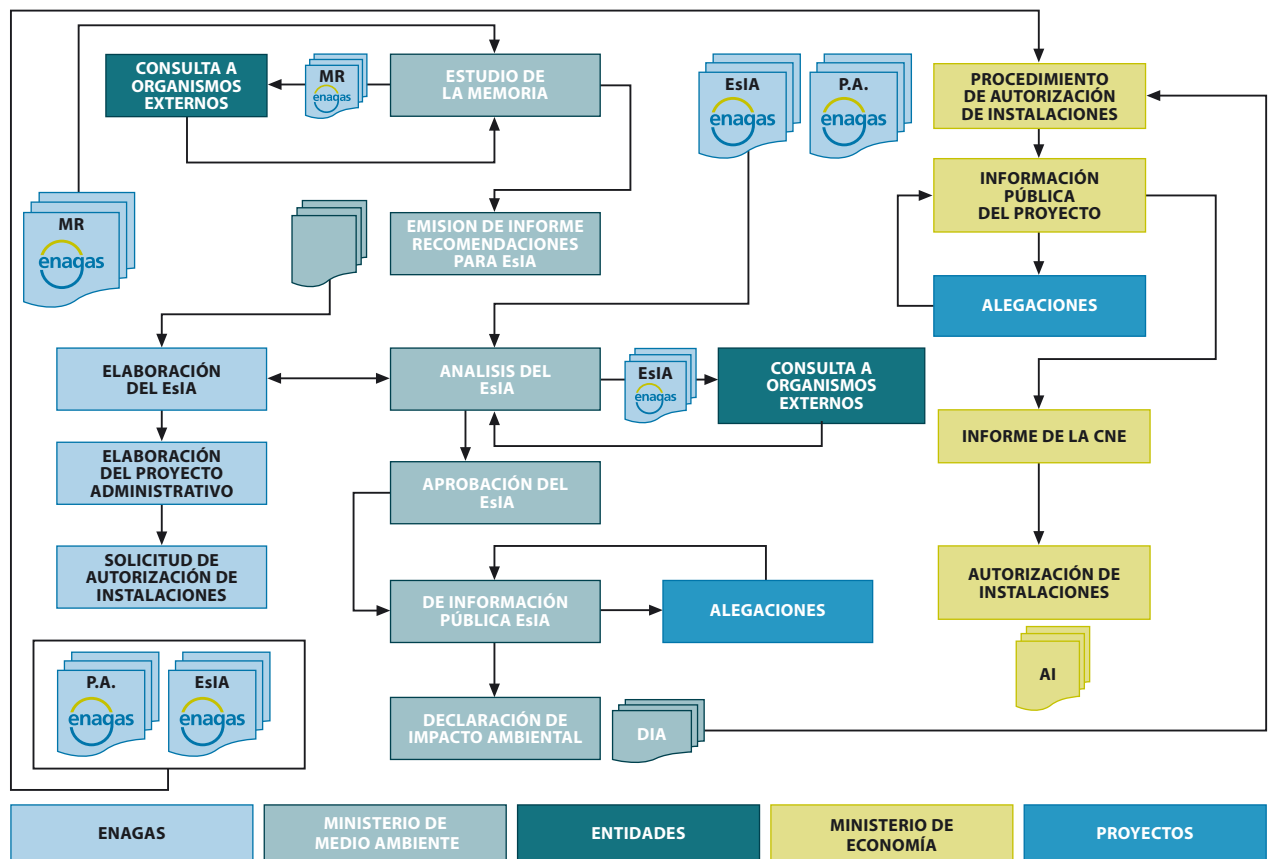 CONSULTA A
ORGANISMOS
EXTERNOS
MR
enagas
ESTUDIO DE
LA MEMORIA
EsIA
enagas
P.A.
enagas
PROCEDIMIENTO
DE AUTORIZACIÓN
DE INSTALACIONES
MR
enagas
EMISION DE INFORME
RECOMENDACIONES
PARA EsIA
INFORMACIÓN
PÚBLICA
DEL PROYECTO
ALEGACIONES
ELABORACIÓN
DEL EsIA
ANALISIS DEL
EsIA
EsIA
enagas
CONSULTA A
ORGANISMOS
EXTERNOS
INFORME DE LA CNE
ELABORACIÓN
DEL PROYECTO
ADMINISTRATIVO
APROBACIÓN DEL
EsIA
SOLICITUD DE
AUTORIZACIÓN DE
INSTALACIONES
DE INFORMACIÓN
PÚBLICA EsIA
ALEGACIONES
AUTORIZACIÓN DE
INSTALACIONES
AI
P.A.
enagas
EsIA
enagas
DECLARACIÓN DE
IMPACTO AMBIENTAL
DIA
ENAGAS
MINISTERIO DE
MEDIO AMBIENTE
ENTIDADES
MINISTERIO DE
ECONOMÍA
PROYECTOS